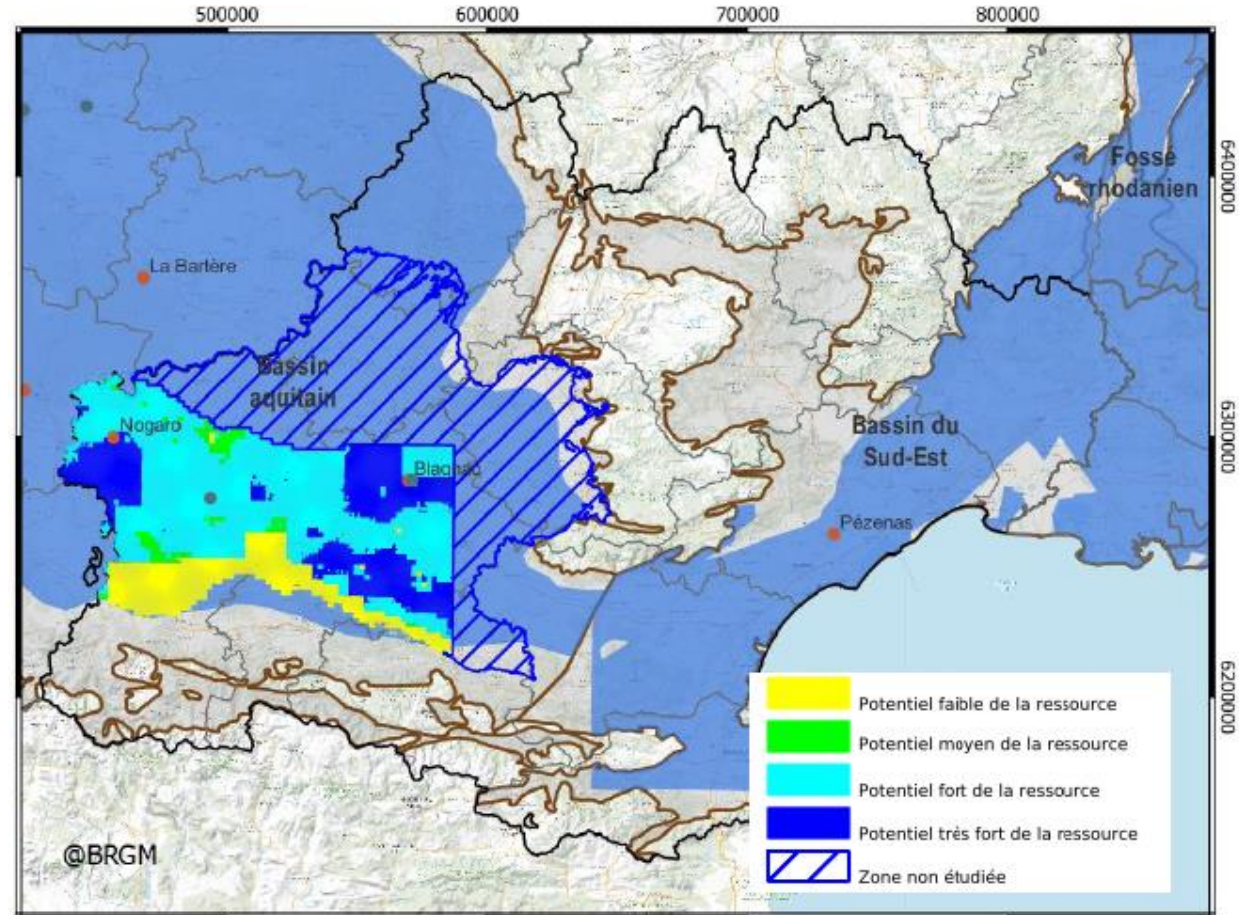 500000 600000 700000 800000
6400000
Fossé
rhodanien
La Bartère
Bassin
aquitain
Nogaro
6300000
Bassin du
Sud-Est
Blagnac
Pézenas
6200000
Potentiel faible de la ressource
Potentiel moyen de la ressource
Potentiel fort de la ressource
Potentiel très fort de la ressource
Zone non étudiée
@BRGM